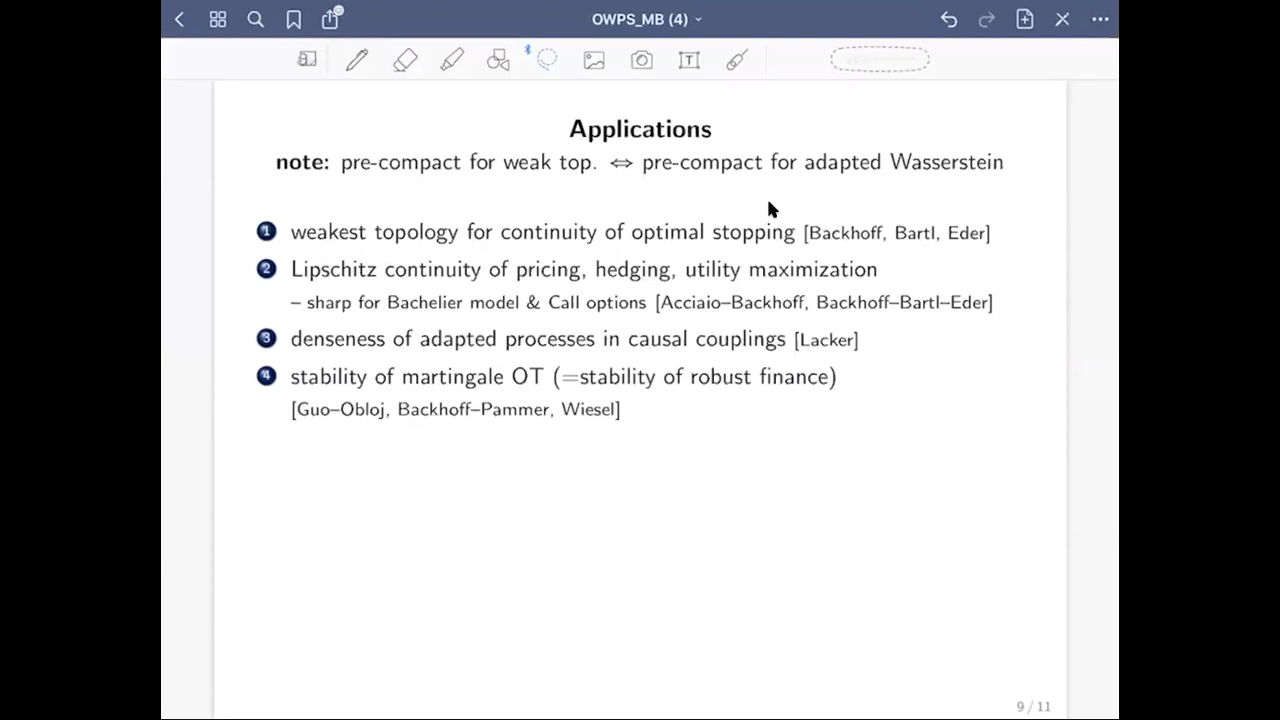 OWPS_MB (4)
Applications
note: pre-compact for weak top. ⇔ pre-compact for adapted Wasserstein
1 weakest topology for continuity of optimal stopping [Backhoff, Bartl, Eder]
2 Lipschitz continuity of pricing, hedging, utility maximization
– sharp for Bachelier model & Call options [Acciaio–Backhoff, Backhoff–Bartl–Eder]
3 denseness of adapted processes in causal couplings [Lacker]
4 stability of martingale OT (=stability of robust finance)
[Guo–Obloj, Backhoff–Pammer, Wiesel]
9 / 11